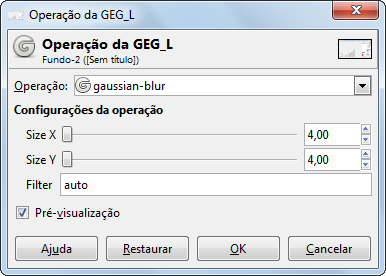 Operação da GEG_L
Operação da GEG_L
Fundo-2 ([Sem título])
Operação: gaussian-blur
Configurações da operação
Size X 4,00
Size Y 4,00
Filter auto
Pré-visualização
Ajuda Restaurar OK Cancelar